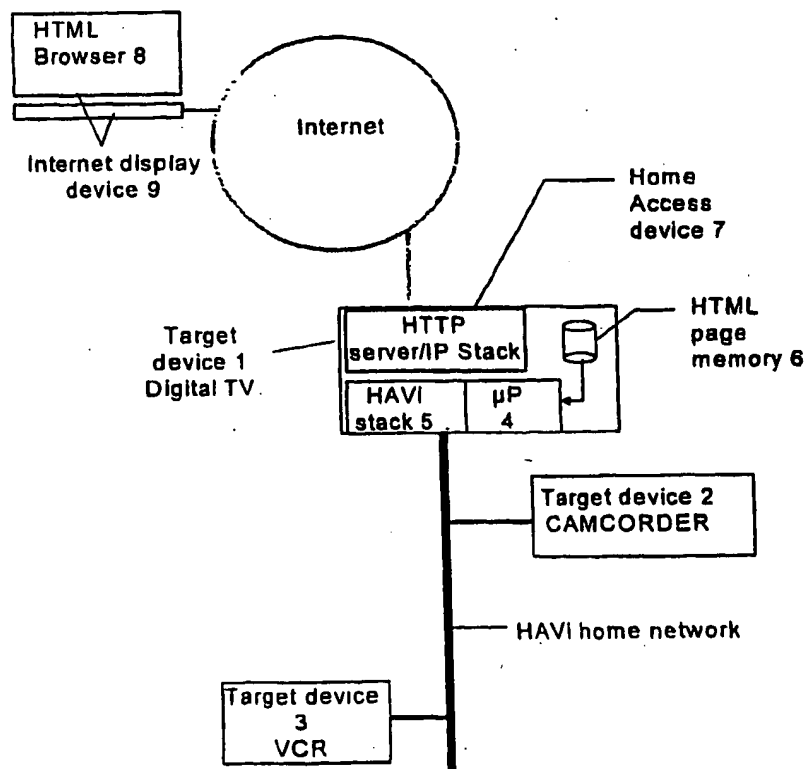 HTML
Browser 8
Internet display
device 9
Internet
Home
Access
device 7
Target
device 1
Digital TV
HTTP
server/IP Stack
HTML
page
memory 6
HAVi
stack 5
µP
4
Target device 2
CAMCORDER
HAVi home network
Target device
3
VCR